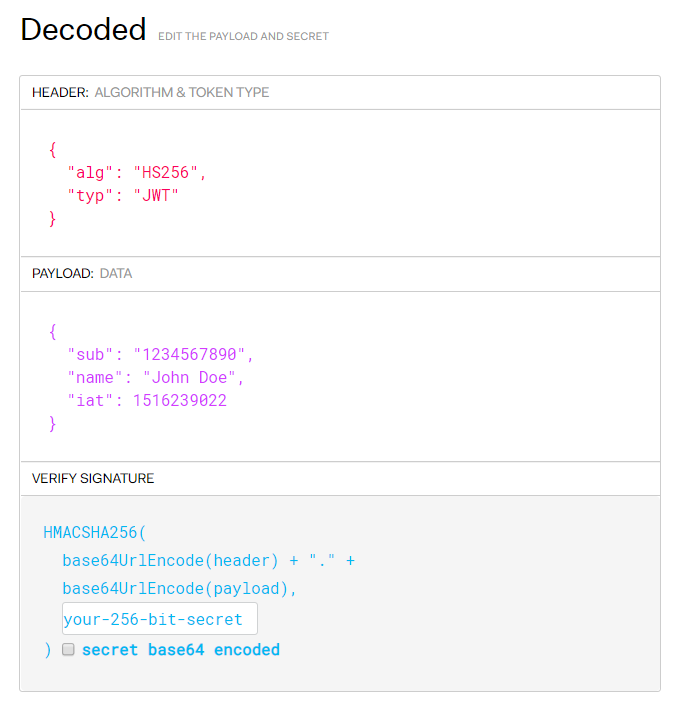 Decoded EDIT THE PAYLOAD AND SECRET
HEADER: ALGORITHM & TOKEN TYPE
{
  "alg": "HS256",
  "typ": "JWT"
}
PAYLOAD: DATA
{
  "sub": "1234567890",
  "name": "John Doe",
  "iat": 1516239022
}
VERIFY SIGNATURE
HMACSHA256(
  base64UrlEncode(header) + "." +
  base64UrlEncode(payload),
  your-256-bit-secret
) secret base64 encoded